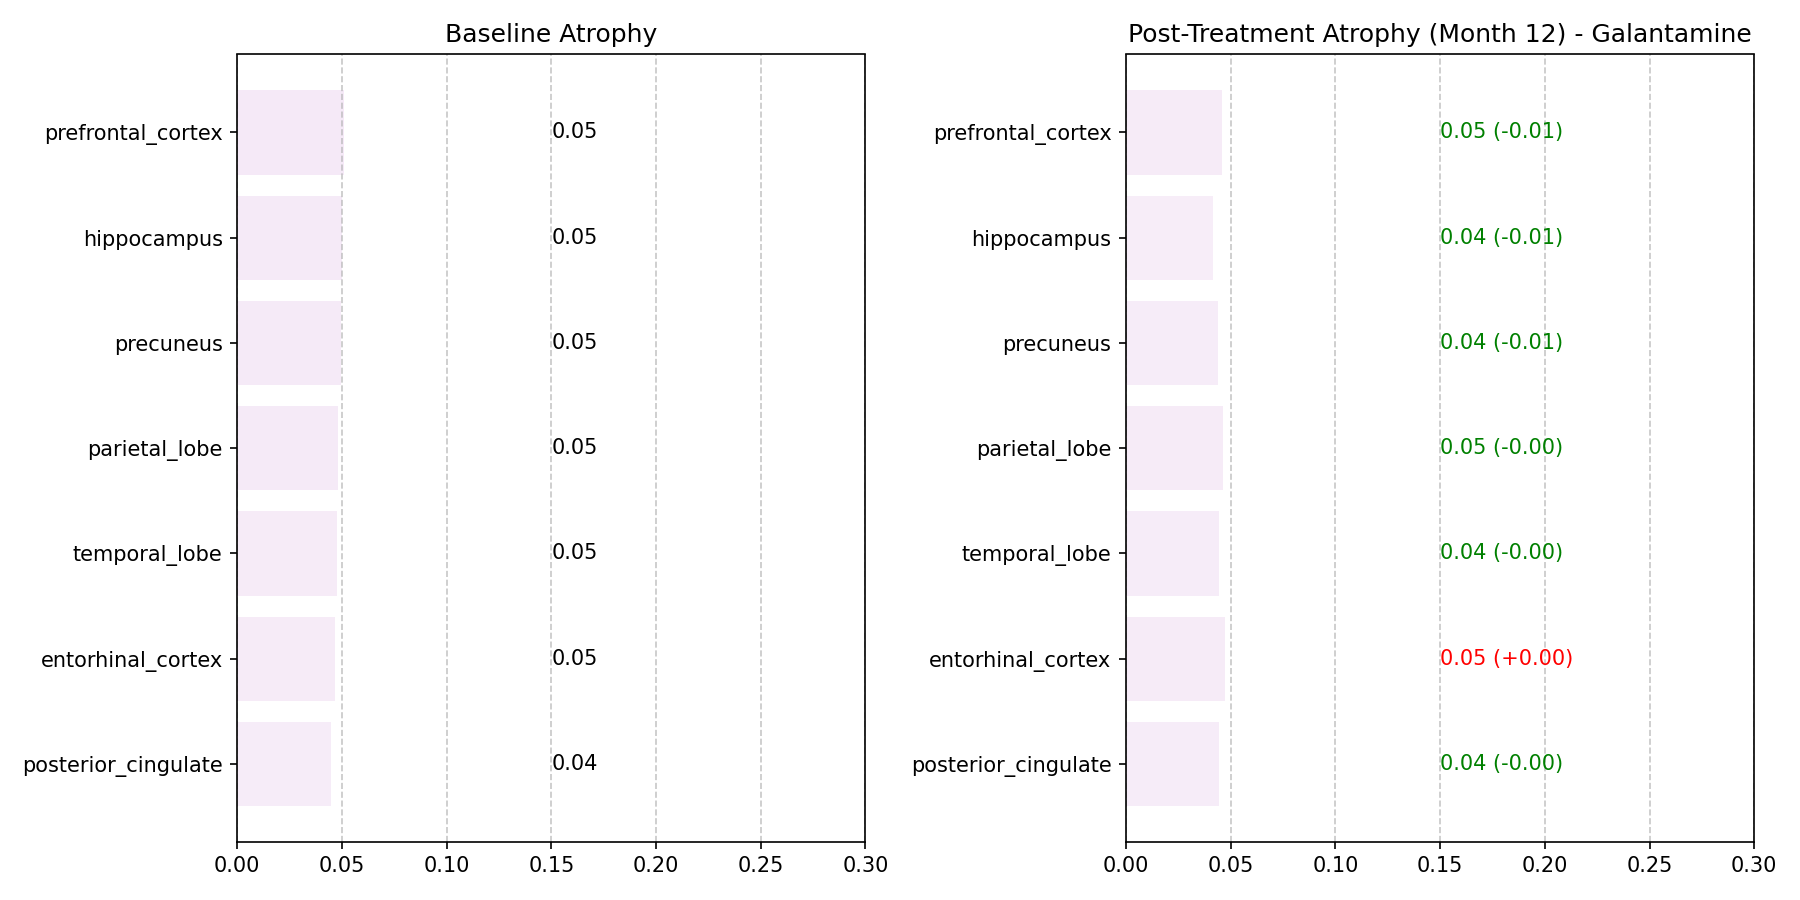 Baseline Atrophy
prefrontal_cortex 0.05
hippocampus 0.05
precuneus 0.05
parietal_lobe 0.05
temporal_lobe 0.05
entorhinal_cortex 0.05
posterior_cingulate 0.04
0.00 0.05 0.10 0.15 0.20 0.25 0.30
Post-Treatment Atrophy (Month 12) - Galantamine
prefrontal_cortex 0.05 (-0.01)
hippocampus 0.04 (-0.01)
precuneus 0.04 (-0.01)
parietal_lobe 0.05 (-0.00)
temporal_lobe 0.04 (-0.00)
entorhinal_cortex 0.05 (+0.00)
posterior_cingulate 0.04 (-0.00)
0.00 0.05 0.10 0.15 0.20 0.25 0.30